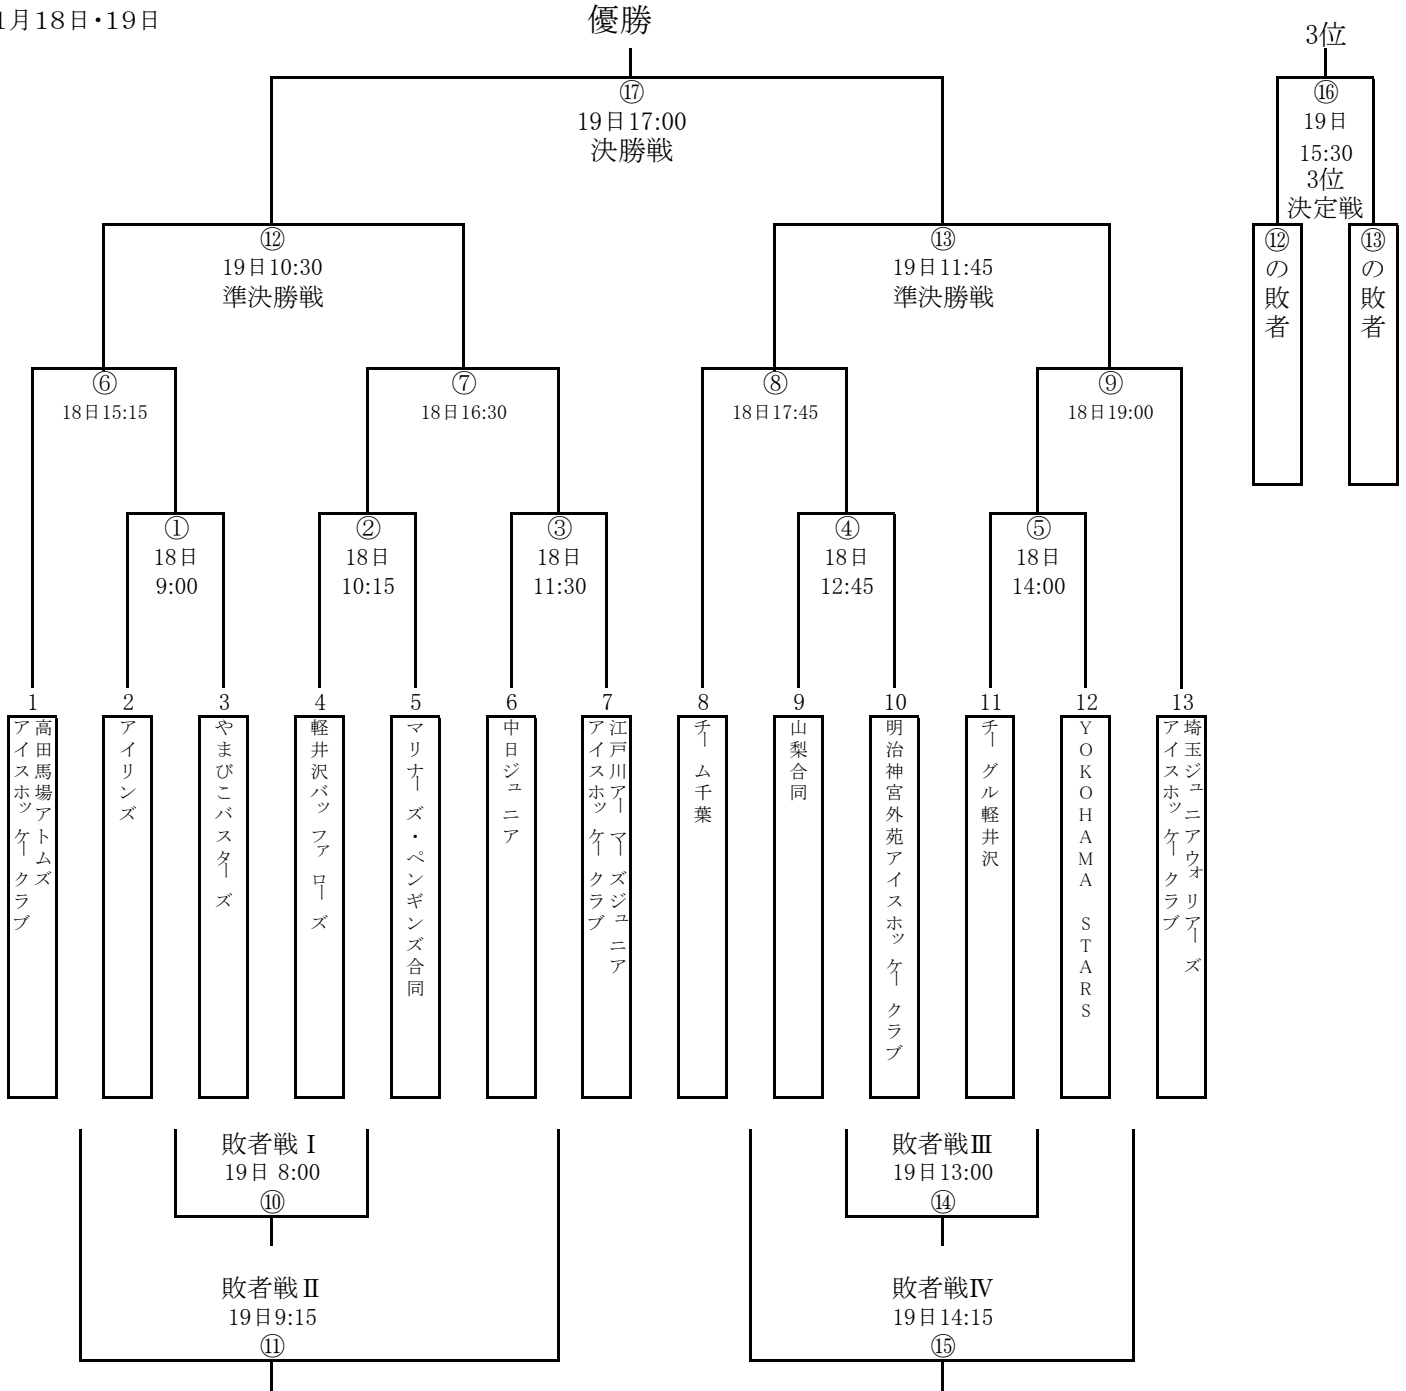 月18日・19日
優勝
3位
⑰
19日17:00
決勝戦
⑯
19日
15:30
3位
決定戦
⑫の敗者
⑬の敗者
⑫
19日10:30
準決勝戦
⑬
19日11:45
準決勝戦
⑥
18日15:15
⑦
18日16:30
⑧
18日17:45
⑨
18日19:00
①
18日
9:00
②
18日
10:15
③
18日
11:30
④
18日
12:45
⑤
18日
14:00
1
高田馬場アトムズ
アイスホッケークラブ
2
アイリンズ
3
やまびこバスターズ
4
軽井沢バッファローズ
5
マリナーズ・ペンギンズ合同
6
中日ジュニア
7
江戸川アーマーズジュニア
アイスホッケークラブ
8
チーム千葉
9
山梨合同
10
明治神宮外苑アイスホッケークラブ
11
チーグル軽井沢
12
YOKOHAMA STARS
13
埼玉ジュニアウォリアーズ
アイスホッケークラブ
敗者戦Ⅰ
19日 8:00
⑩
敗者戦Ⅲ
19日13:00
⑭
敗者戦Ⅱ
19日9:15
⑪
敗者戦Ⅳ
19日14:15
⑮